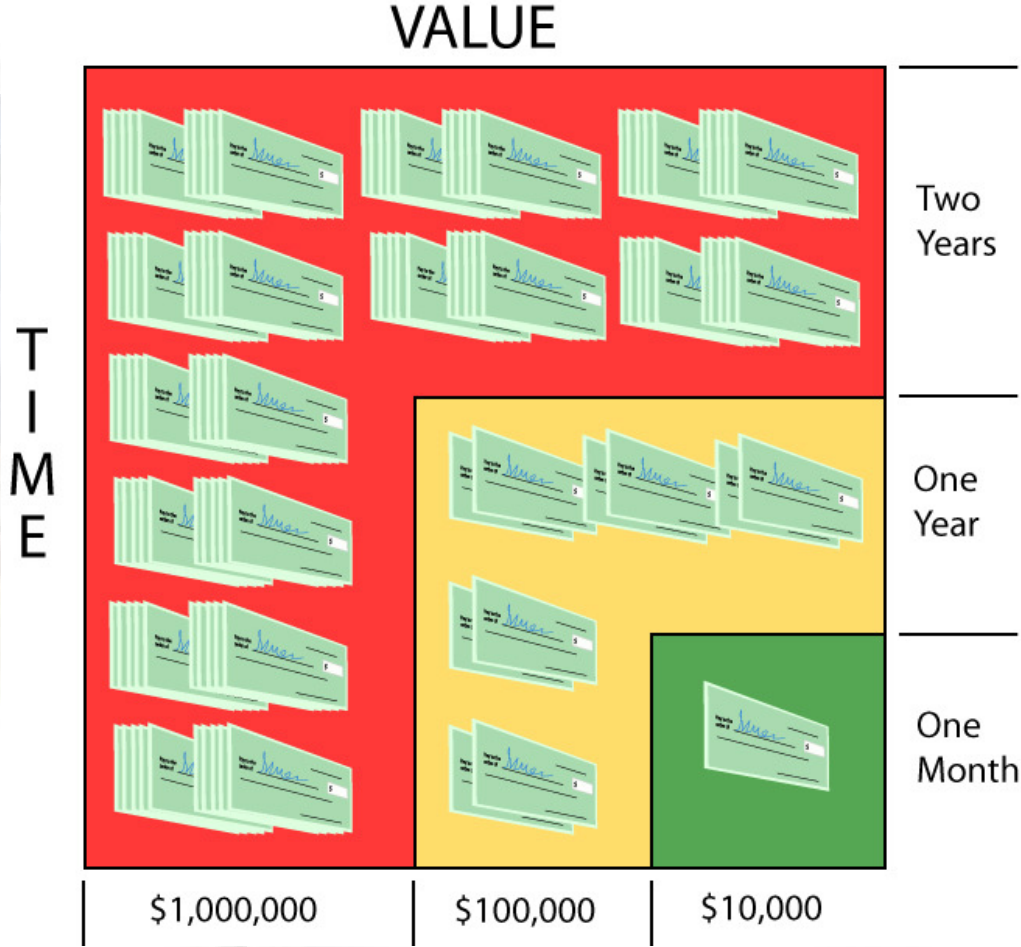 VALUE
TIME
Two
Years
One
Year
One
Month
$1,000,000
$100,000
$10,000